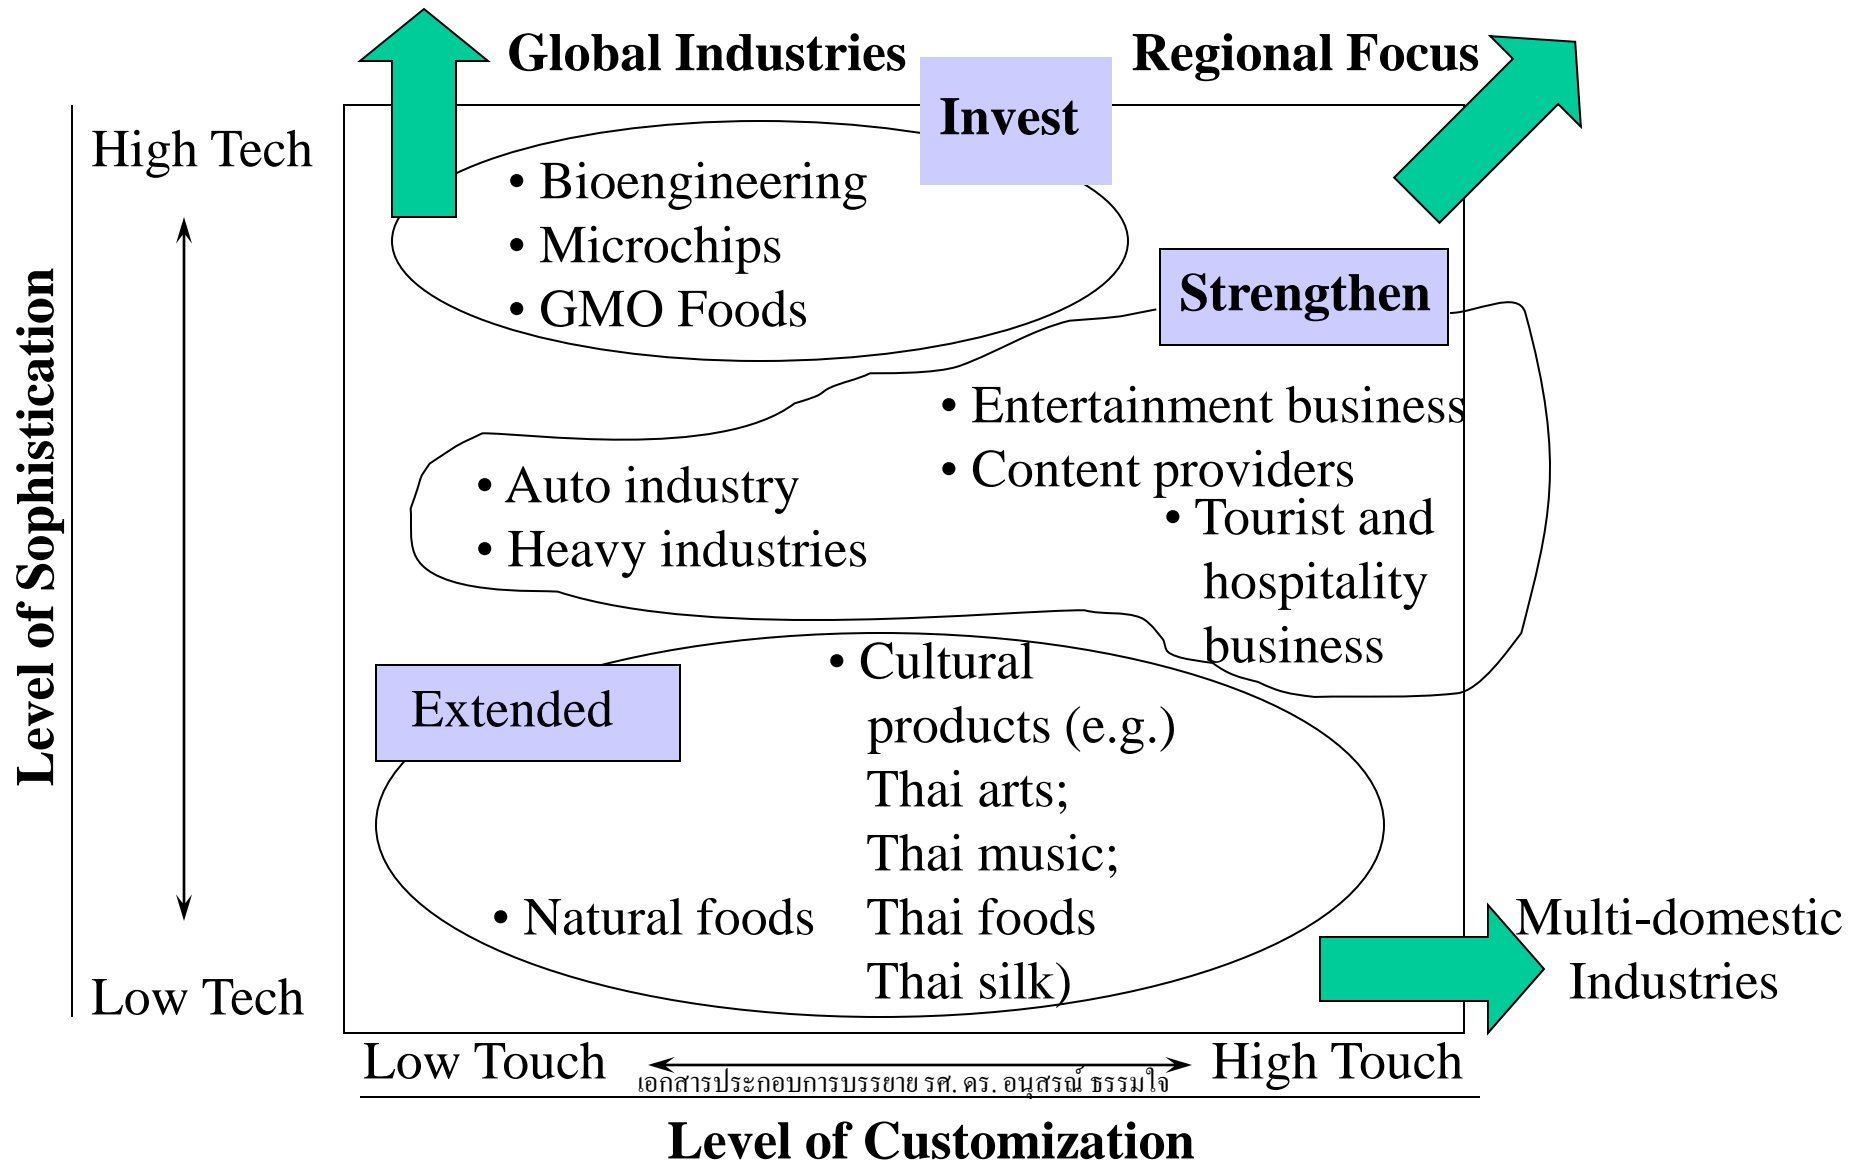 Global Industries
Regional Focus
Invest
High Tech
• Bioengineering
• Microchips
• GMO Foods
Strengthen
Level of Sophistication
• Entertainment business
• Content providers
• Tourist and
hospitality
business
• Auto industry
• Heavy industries
Extended
• Cultural
products (e.g.)
Thai arts;
Thai music;
Thai foods
Thai silk)
• Natural foods
Multi-domestic
Industries
Low Tech
Low Touch
High Touch
เอกสารประกอบการบรรยาย รศ. ดร. อนุสรณ์ ธรรมใจ
Level of Customization